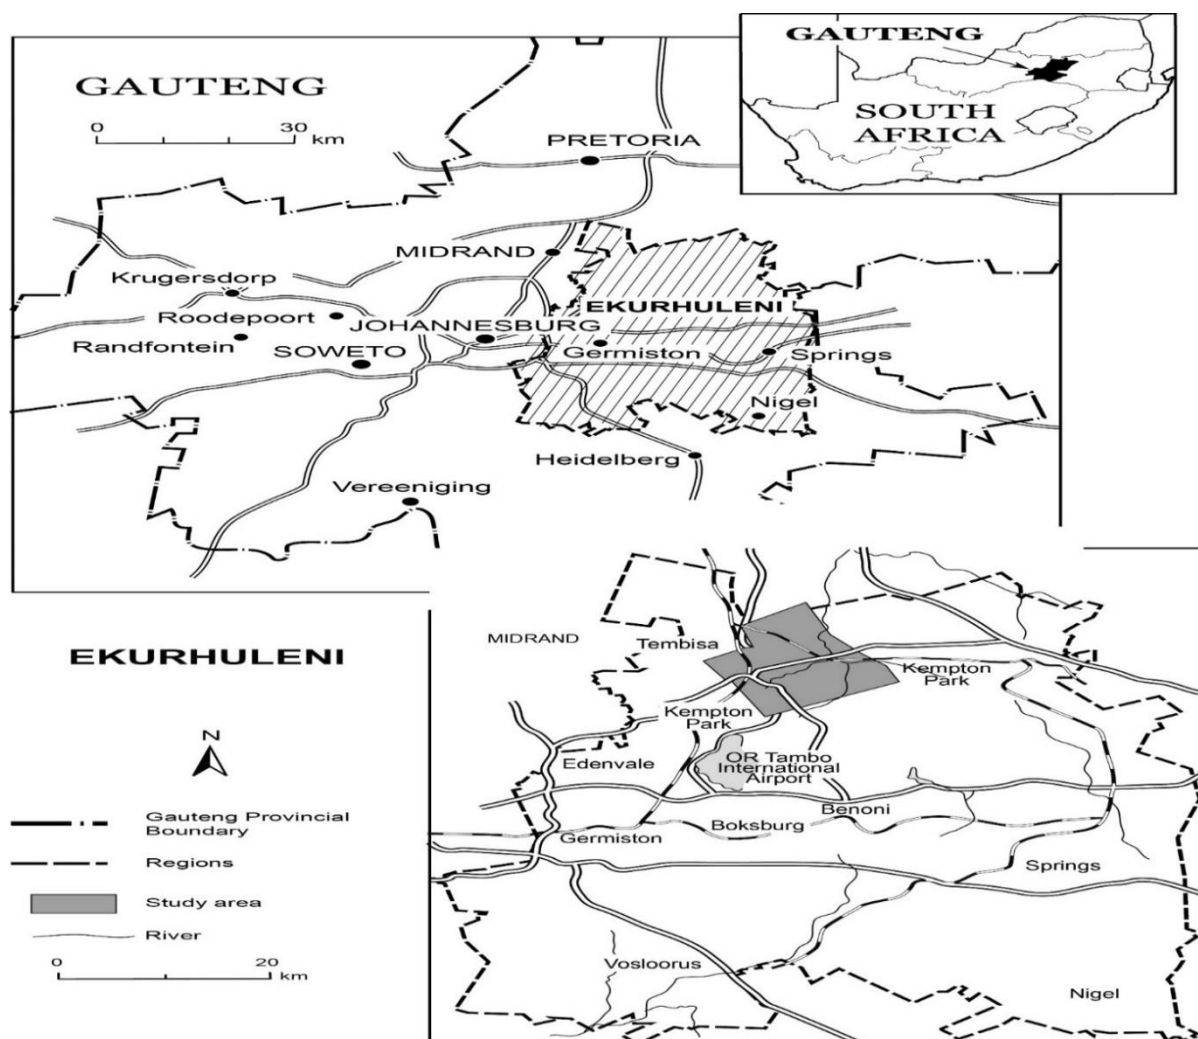 GAUTENG
0 30 km
PRETORIA
MIDRAND
Krugersdorp
EKURHULENI
Roodepoort
JOHANNESBURG
Randfontein
SOWETO
Germiston
Springs
Nigel
Heidelberg
Vereeniging
GAUTENG
SOUTH
AFRICA
EKURHULENI
N
Gauteng Provincial
Boundary
Regions
Study area
River
0 20 km
MIDRAND
Tembisa
Kempton
Park
Kempton
Park
Edenvale
OR Tambo
International
Airport
Benoni
Boksburg
Germiston
Springs
Vosloorus
Nigel